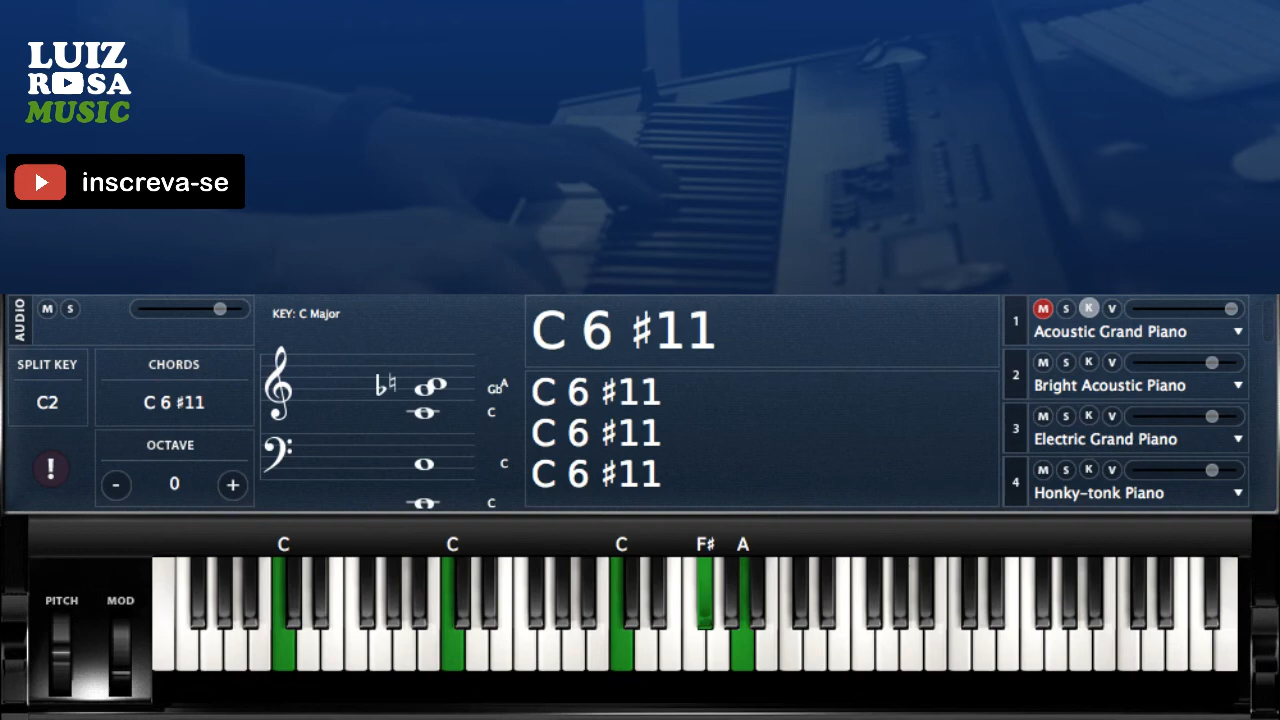 LUIZ
ROSA
MUSIC
inscreva-se
AUDIO
M S
SPLIT KEY
C2
!
CHORDS
C 6 ♯11
OCTAVE
- 0 +
KEY: C Major
♭♮
Gb A
C
C
C
C 6 ♯11
C 6 ♯11
C 6 ♯11
C 6 ♯11
1
M S K V
Acoustic Grand Piano
2
M S K V
Bright Acoustic Piano
3
M S K V
Electric Grand Piano
4
M S K V
Honky-tonk Piano
C C C F♯ A
PITCH MOD